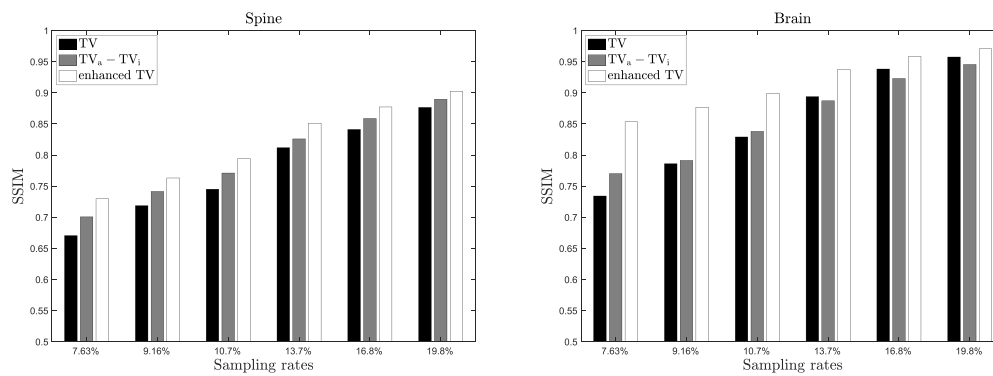 Spine
1
0.95
0.9
0.85
0.8
0.75
0.7
0.65
0.6
0.55
0.5
SSIM
TV
TVₐ − TVᵢ
enhanced TV
7.63% 9.16% 10.7% 13.7% 16.8% 19.8%
Sampling rates
Brain
1
0.95
0.9
0.85
0.8
0.75
0.7
0.65
0.6
0.55
0.5
SSIM
TV
TVₐ − TVᵢ
enhanced TV
7.63% 9.16% 10.7% 13.7% 16.8% 19.8%
Sampling rates